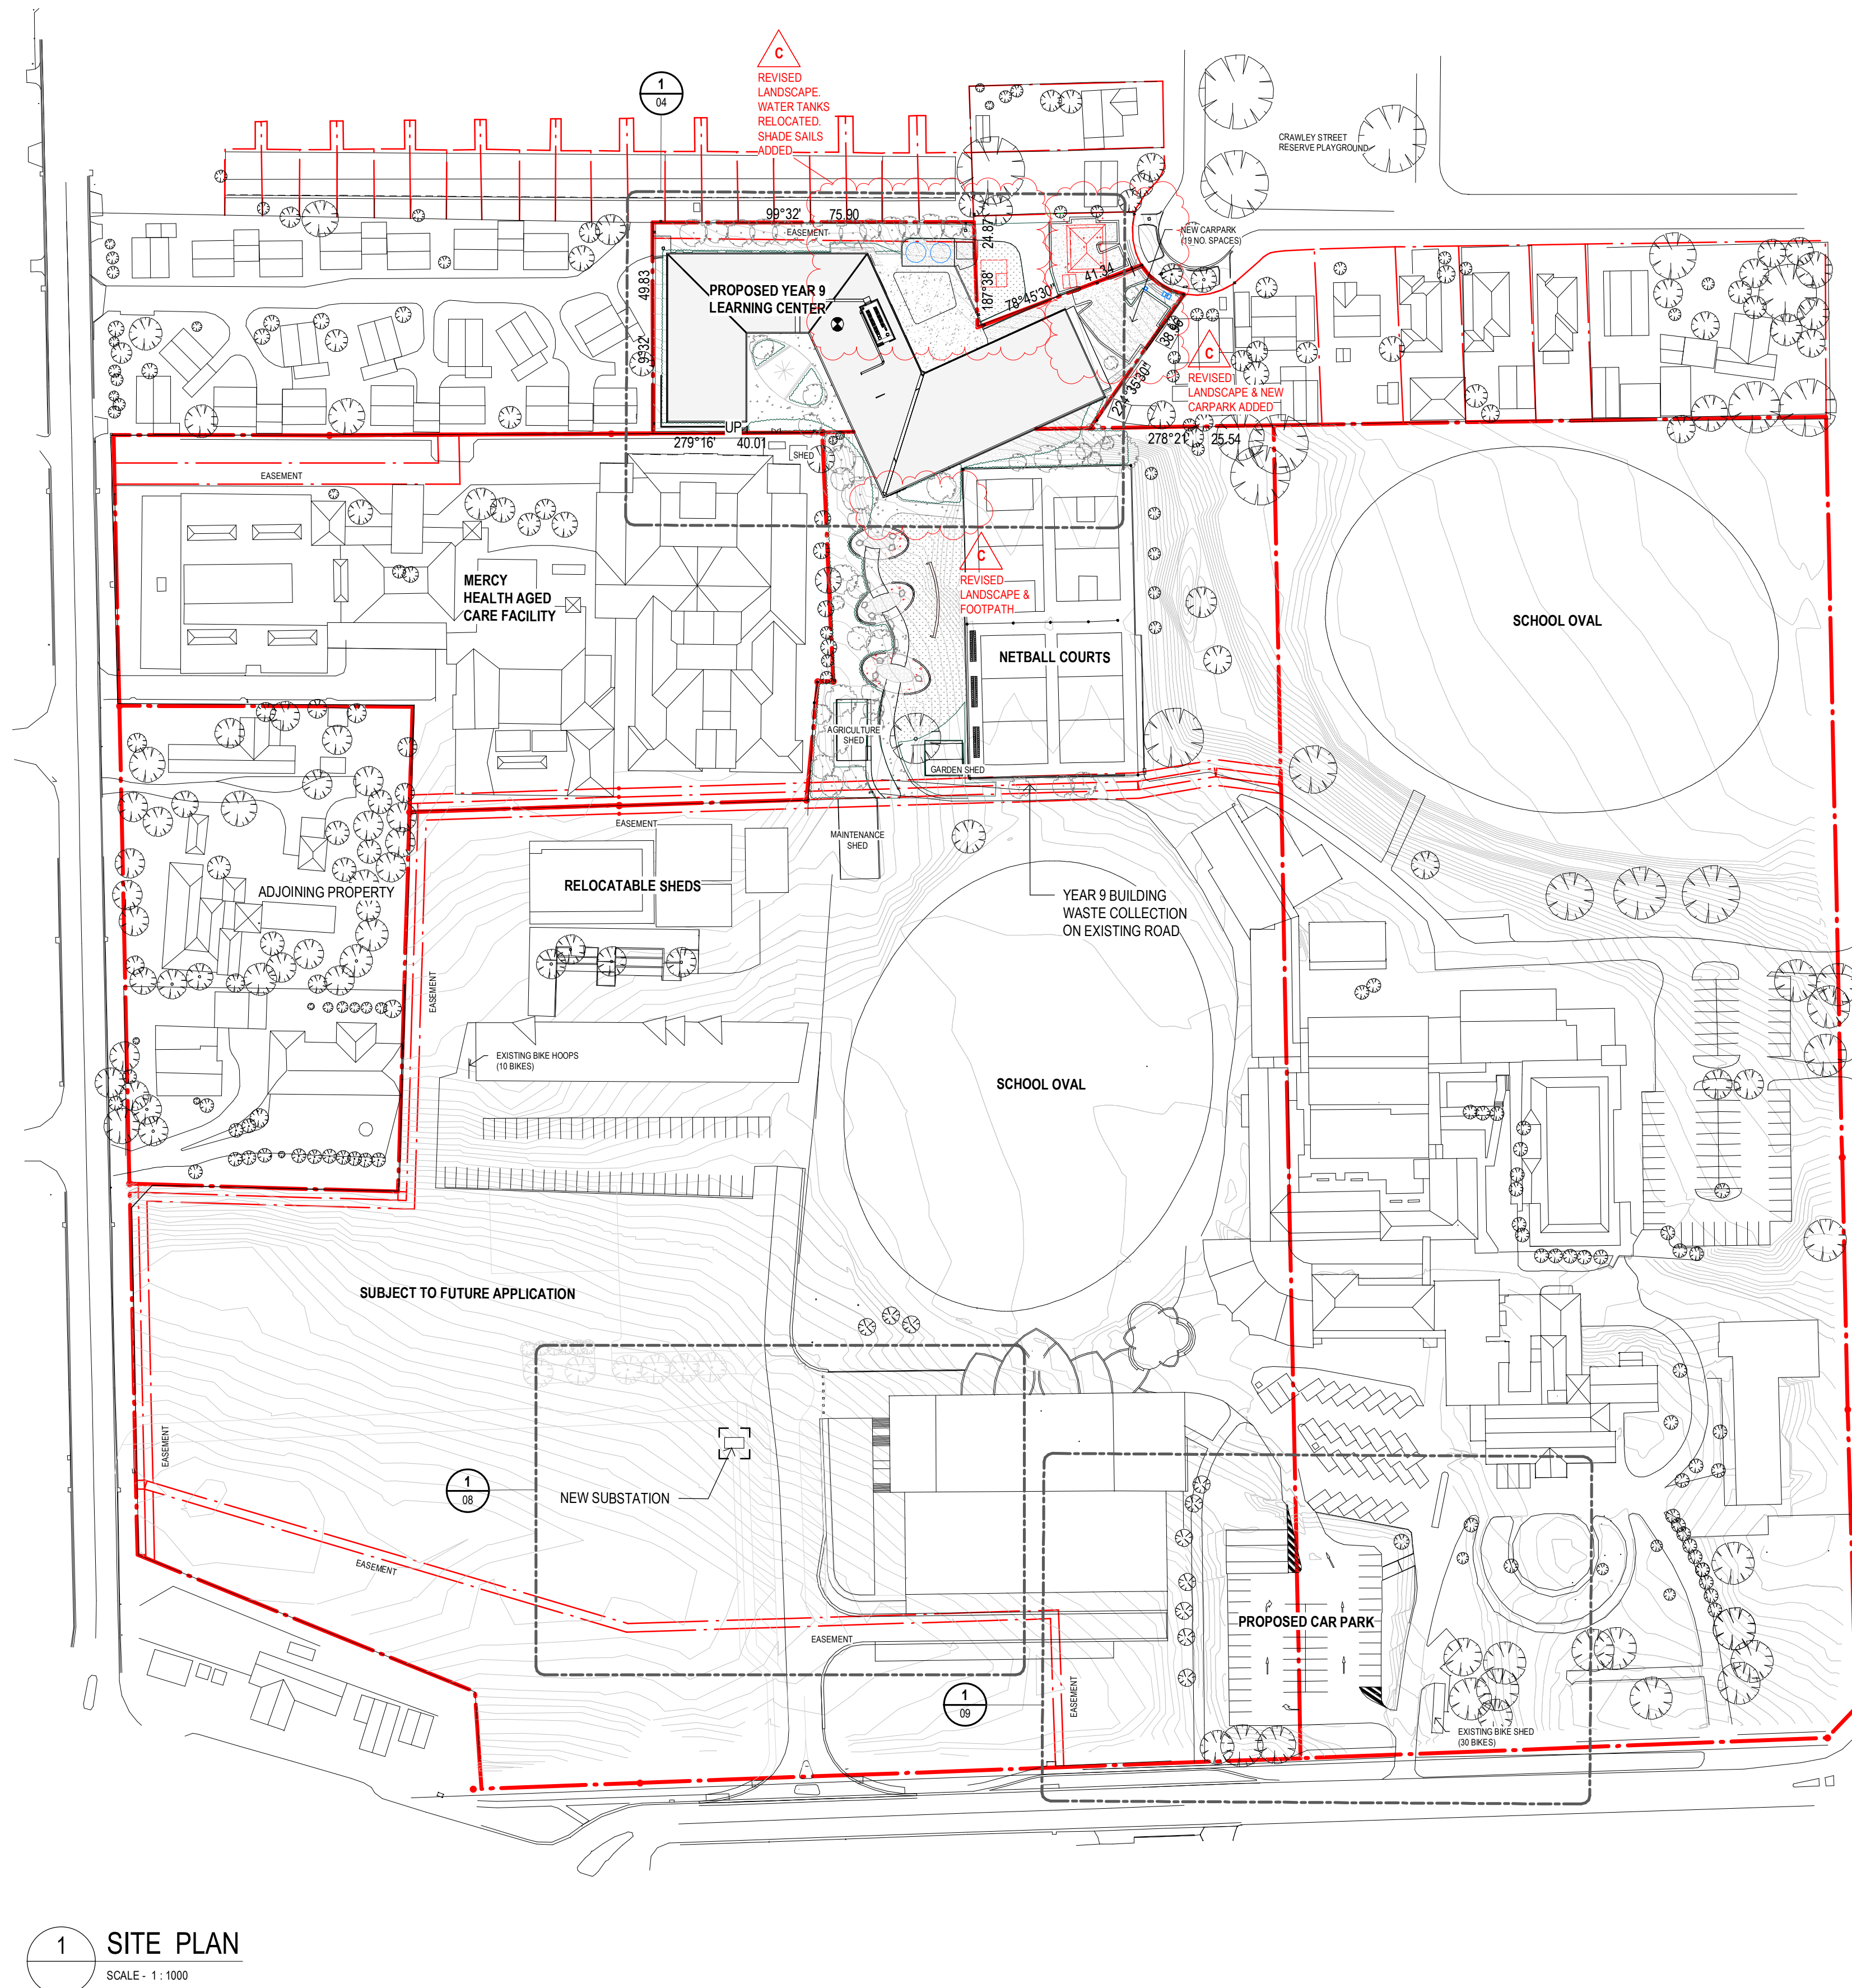 C
REVISED
LANDSCAPE.
WATER TANKS
RELOCATED.
SHADE SAILS
ADDED
1
04
CRAWLEY STREET
RESERVE PLAYGROUND
99°32'
75.90
EASEMENT
24.87
187°38'
NEW CARPARK
(19 NO. SPACES)
49.83
9°32'
PROPOSED YEAR 9
LEARNING CENTER
78°45'30"
41.34
38.96
224°35'30"
C
REVISED
LANDSCAPE & NEW
CARPARK ADDED
UP
279°16'
40.01
278°21'
25.54
SHED
EASEMENT
MERCY
HEALTH AGED
CARE FACILITY
C
REVISED
LANDSCAPE &
FOOTPATH
SCHOOL OVAL
NETBALL COURTS
AGRICULTURE
SHED
GARDEN SHED
EASEMENT
MAINTENANCE
SHED
RELOCATABLE SHEDS
ADJOINING PROPERTY
YEAR 9 BUILDING
WASTE COLLECTION
ON EXISTING ROAD
EASEMENT
EXISTING BIKE HOOPS
(10 BIKES)
SCHOOL OVAL
SUBJECT TO FUTURE APPLICATION
EASEMENT
1
08
NEW SUBSTATION
EASEMENT
EASEMENT
PROPOSED CAR PARK
1
09
EASEMENT
EXISTING BIKE SHED
(30 BIKES)
1
SITE PLAN
SCALE - 1 : 1000